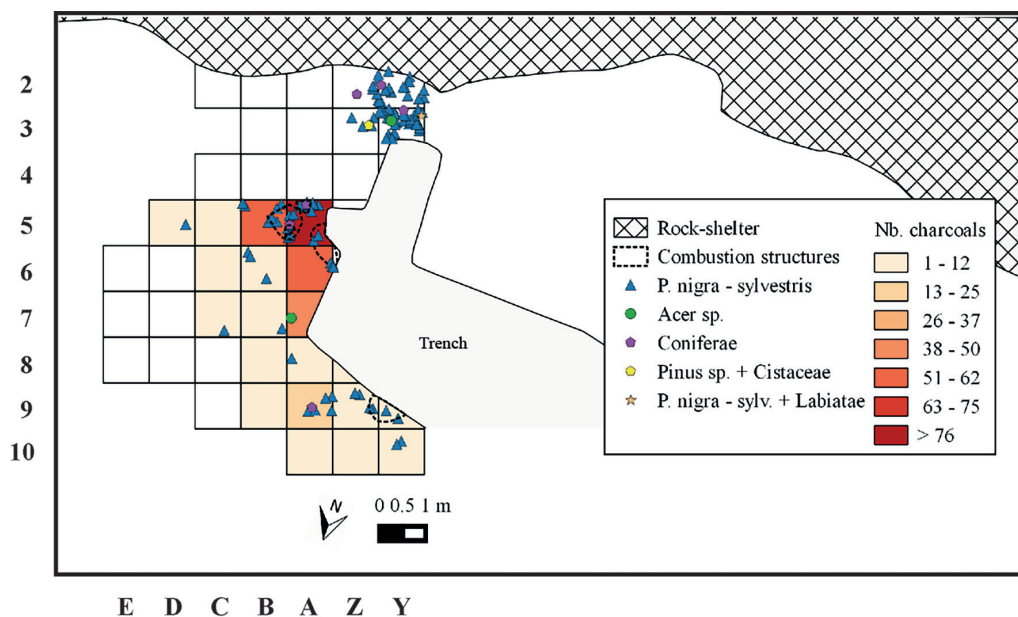 2
3
4
5
6
7
8
9
10
Rock-shelter
Combustion structures
P. nigra - sylvestris
Acer sp.
Coniferae
Pinus sp. + Cistaceae
P. nigra - sylv. + Labiatae
Nb. charcoals
1 - 12
13 - 25
26 - 37
38 - 50
51 - 62
63 - 75
> 76
Trench
N
0 0.5 1 m
E D C B A Z Y